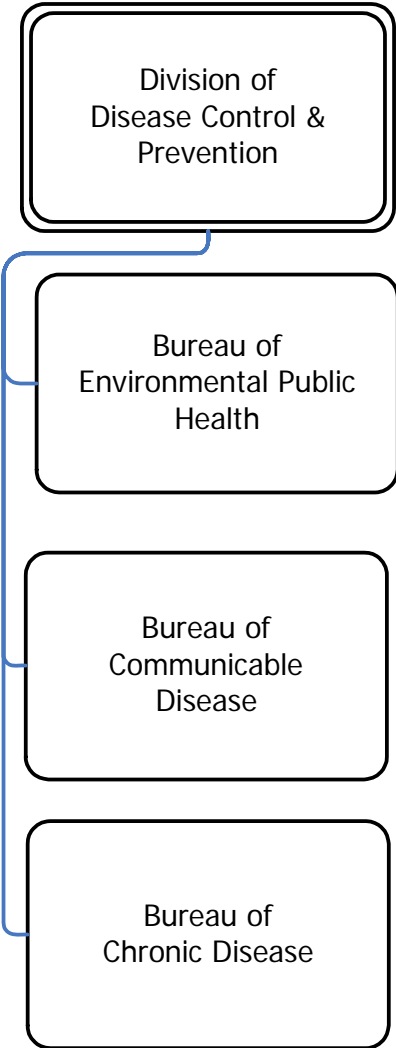 Division of
Disease Control &
Prevention
Bureau of
Environmental Public
Health
Bureau of
Communicable
Disease
Bureau of
Chronic Disease